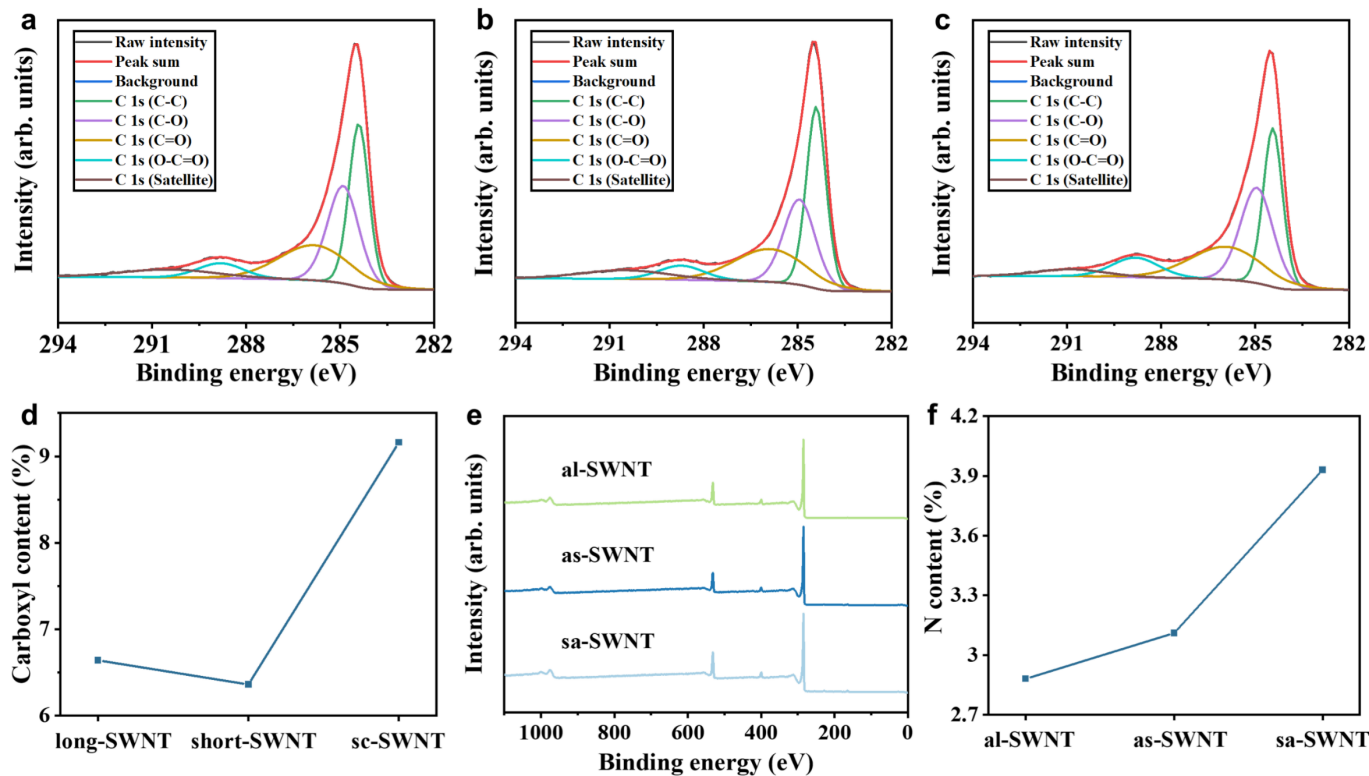 a
Intensity (arb. units)
Raw intensity
Peak sum
Background
C 1s (C-C)
C 1s (C-O)
C 1s (C=O)
C 1s (O-C=O)
C 1s (Satellite)
294 291 288 285 282
Binding energy (eV)
b
Intensity (arb. units)
Raw intensity
Peak sum
Background
C 1s (C-C)
C 1s (C-O)
C 1s (C=O)
C 1s (O-C=O)
C 1s (Satellite)
294 291 288 285 282
Binding energy (eV)
c
Intensity (arb. units)
Raw intensity
Peak sum
Background
C 1s (C-C)
C 1s (C-O)
C 1s (C=O)
C 1s (O-C=O)
C 1s (Satellite)
294 291 288 285 282
Binding energy (eV)
d
Carboxyl content (%)
9
8
7
6
long-SWNT short-SWNT sc-SWNT
e
Intensity (arb. units)
al-SWNT
as-SWNT
sa-SWNT
1000 800 600 400 200 0
Binding energy (eV)
f
N content (%)
4.2
3.9
3.6
3.3
3
2.7
al-SWNT as-SWNT sa-SWNT